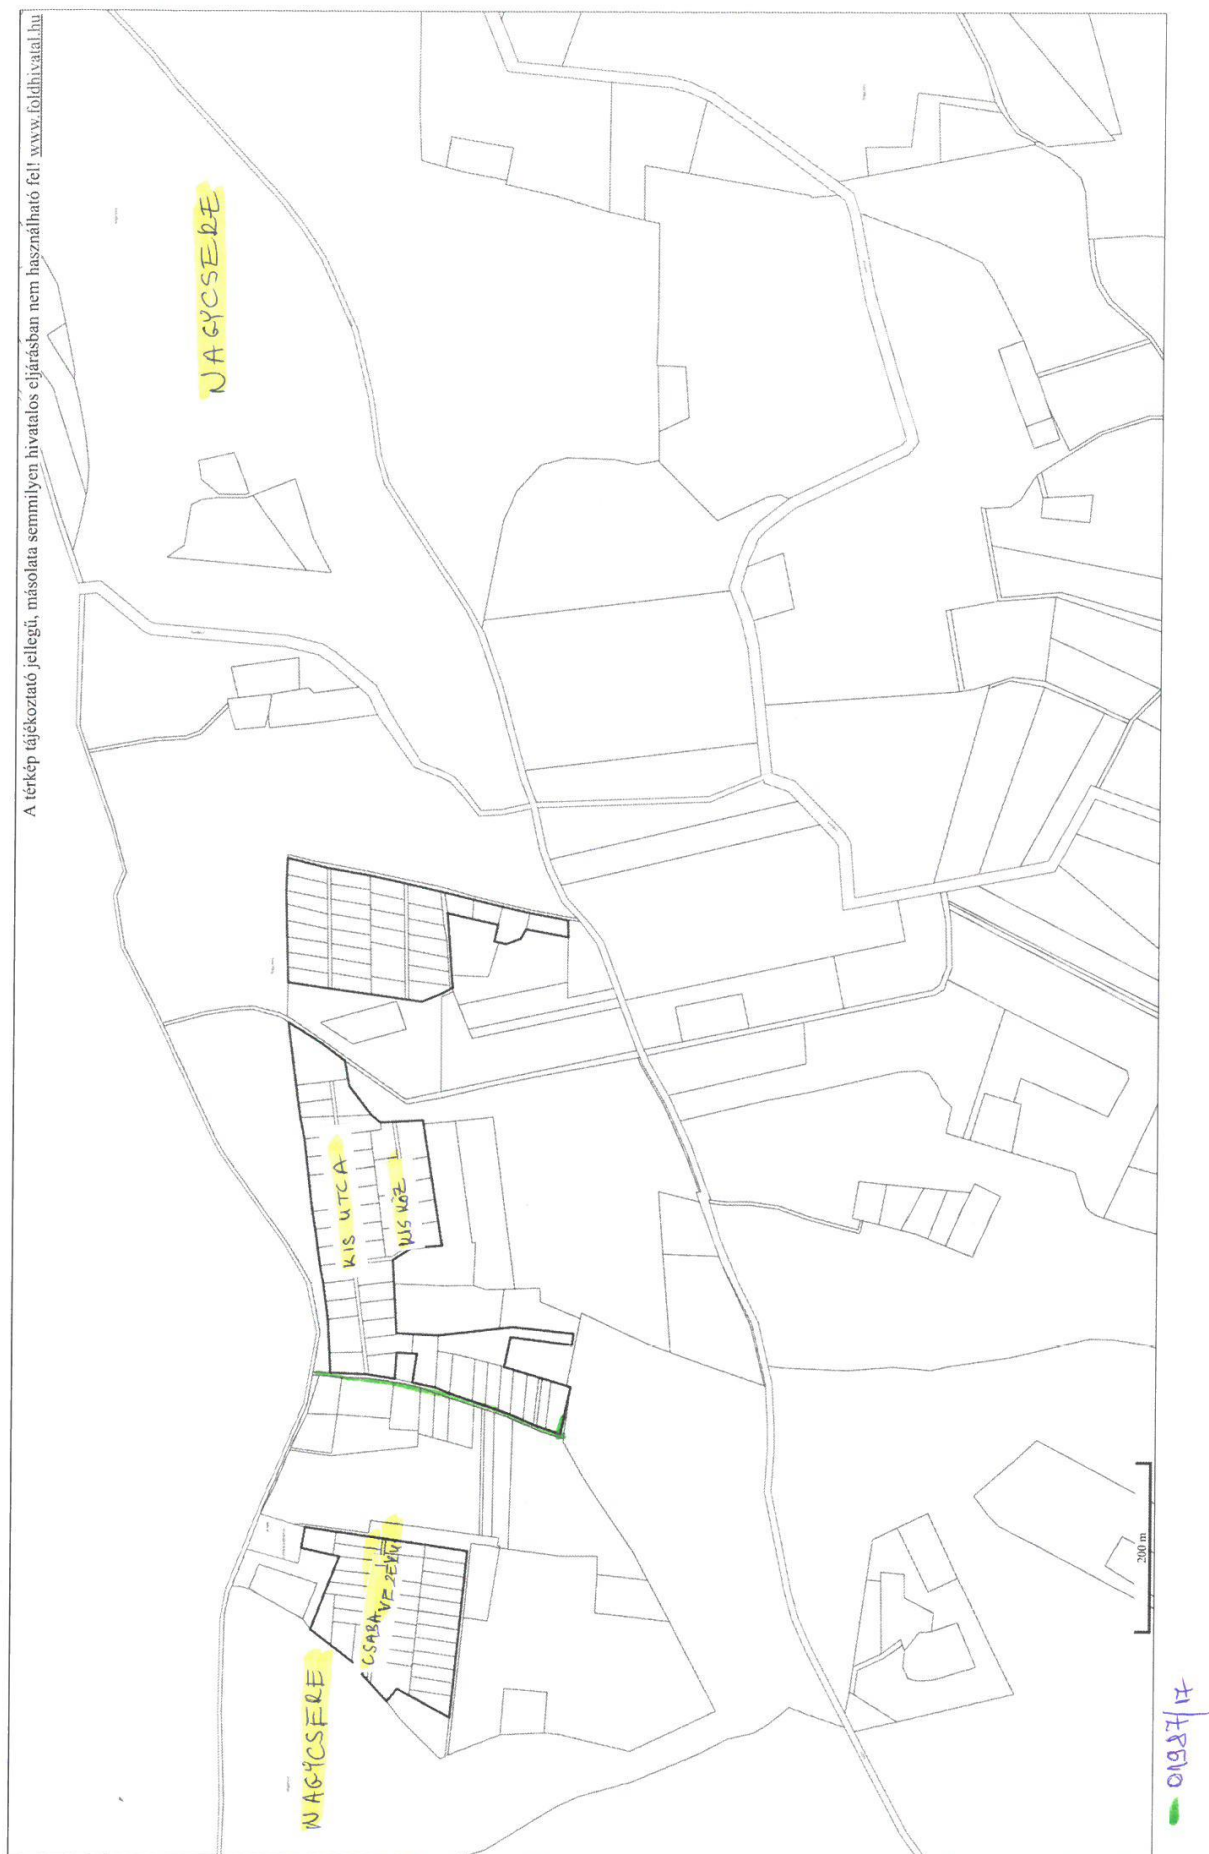 A térkép tájékoztató jellegű, másolata semmilyen hivatalos eljárásban nem használható fel! www.foldhivatal.hu
NAGYCSERE
KIS UTCA
KIS KÖZ
CSABA VEZÉR U.
NAGYCSERE
200 m
01987/17